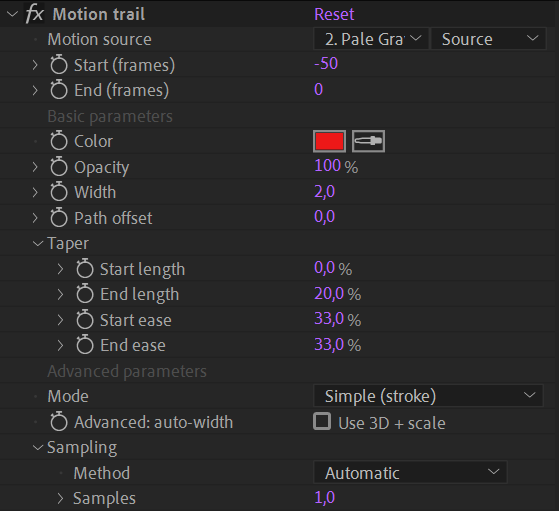 fx Motion trail Reset
Motion source 2. Pale Gra Source
Start (frames) -50
End (frames) 0
Basic parameters
Color
Opacity 100 %
Width 2,0
Path offset 0,0
Taper
Start length 0,0 %
End length 20,0 %
Start ease 33,0 %
End ease 33,0 %
Advanced parameters
Mode Simple (stroke)
Advanced: auto-width Use 3D + scale
Sampling
Method Automatic
Samples 1,0